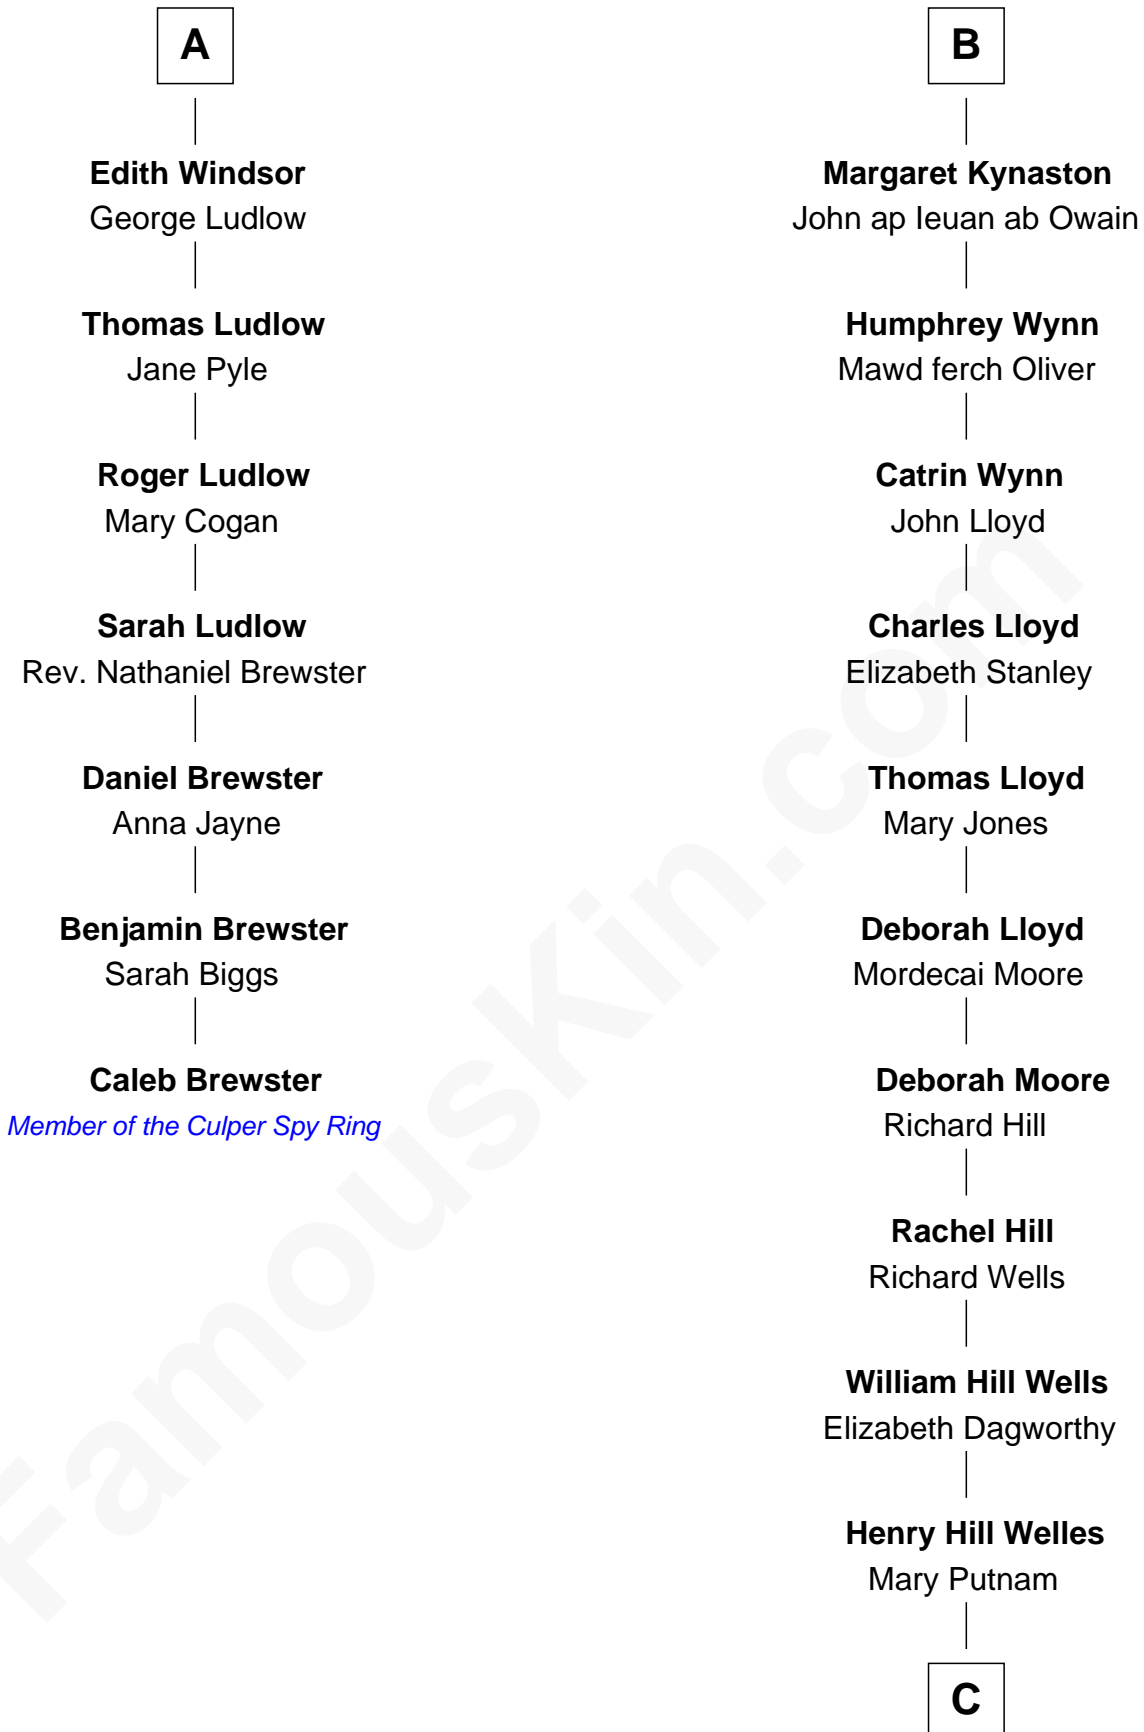 A
Edith Windsor
George Ludlow
Thomas Ludlow
Jane Pyle
Roger Ludlow
Mary Cogan
Sarah Ludlow
Rev. Nathaniel Brewster
Daniel Brewster
Anna Jayne
Benjamin Brewster
Sarah Biggs
Caleb Brewster
Member of the Culper Spy Ring
B
Margaret Kynaston
John ap Ieuan ab Owain
Humphrey Wynn
Mawd ferch Oliver
Catrin Wynn
John Lloyd
Charles Lloyd
Elizabeth Stanley
Thomas Lloyd
Mary Jones
Deborah Lloyd
Mordecai Moore
Deborah Moore
Richard Hill
Rachel Hill
Richard Wells
William Hill Wells
Elizabeth Dagworthy
Henry Hill Welles
Mary Putnam
C
FamousKin.com